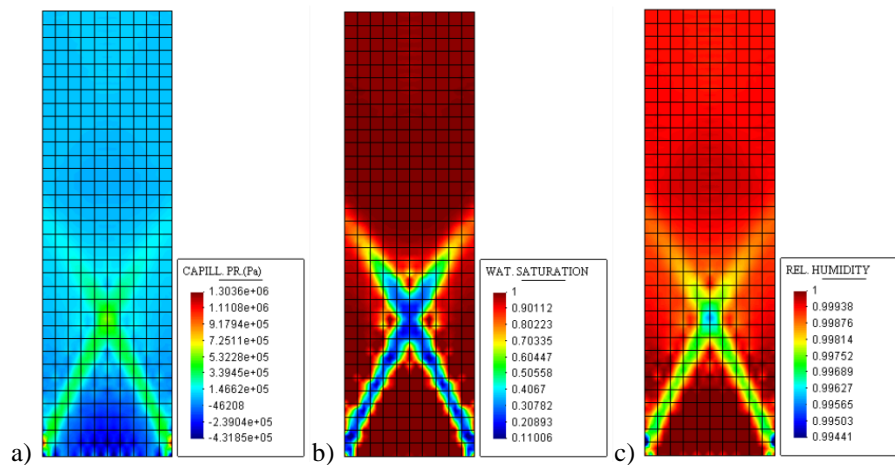 CAPILL. PR.(Pa)
1.3036e+06
1.1108e+06
9.1794e+05
7.2511e+05
5.3228e+05
3.3945e+05
1.4662e+05
-46208
-2.3904e+05
-4.3185e+05
a)
WAT. SATURATION
1
0.90112
0.80223
0.70335
0.60447
0.50558
0.4067
0.30782
0.20893
0.11006
b)
REL. HUMIDITY
1
0.99938
0.99876
0.99814
0.99752
0.99689
0.99627
0.99565
0.99503
0.99441
c)